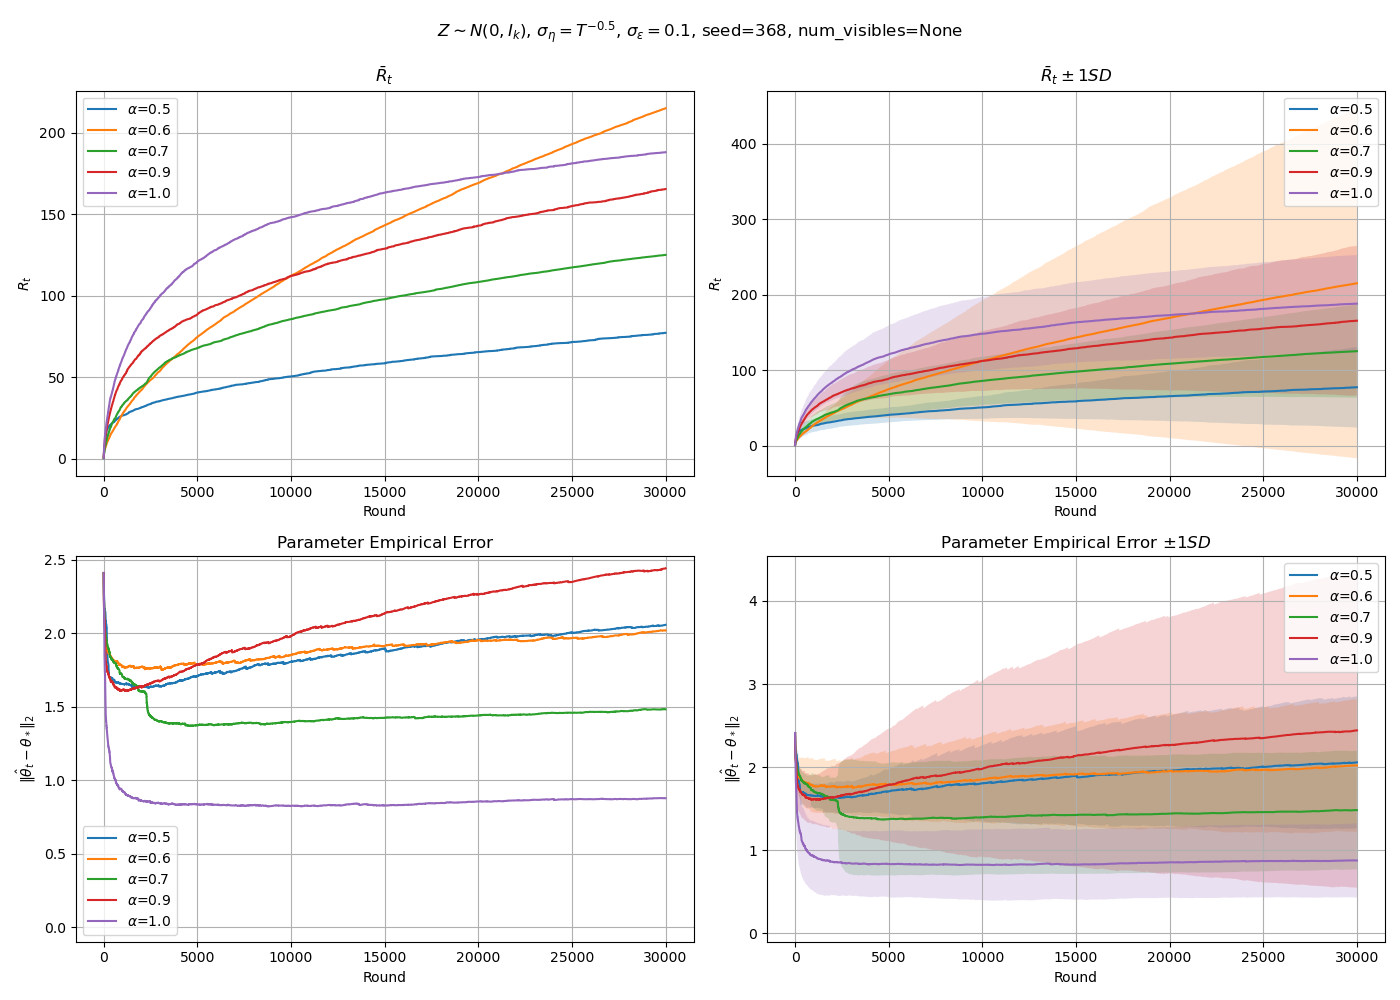 Z ~ N(0, I_k), σ_η = T^{-0.5}, σ_ε = 0.1, seed=368, num_visibles=None
R̄_t
R_t
200
150
100
50
0
α=0.5
α=0.6
α=0.7
α=0.9
α=1.0
0 5000 10000 15000 20000 25000 30000
Round
R̄_t ± 1SD
R_t
400
300
200
100
0
α=0.5
α=0.6
α=0.7
α=0.9
α=1.0
0 5000 10000 15000 20000 25000 30000
Round
Parameter Empirical Error
‖θ̂_t − θ_*‖_2
2.5
2.0
1.5
1.0
0.5
0.0
α=0.5
α=0.6
α=0.7
α=0.9
α=1.0
0 5000 10000 15000 20000 25000 30000
Round
Parameter Empirical Error ±1SD
‖θ̂_t − θ_*‖_2
4
3
2
1
0
α=0.5
α=0.6
α=0.7
α=0.9
α=1.0
0 5000 10000 15000 20000 25000 30000
Round